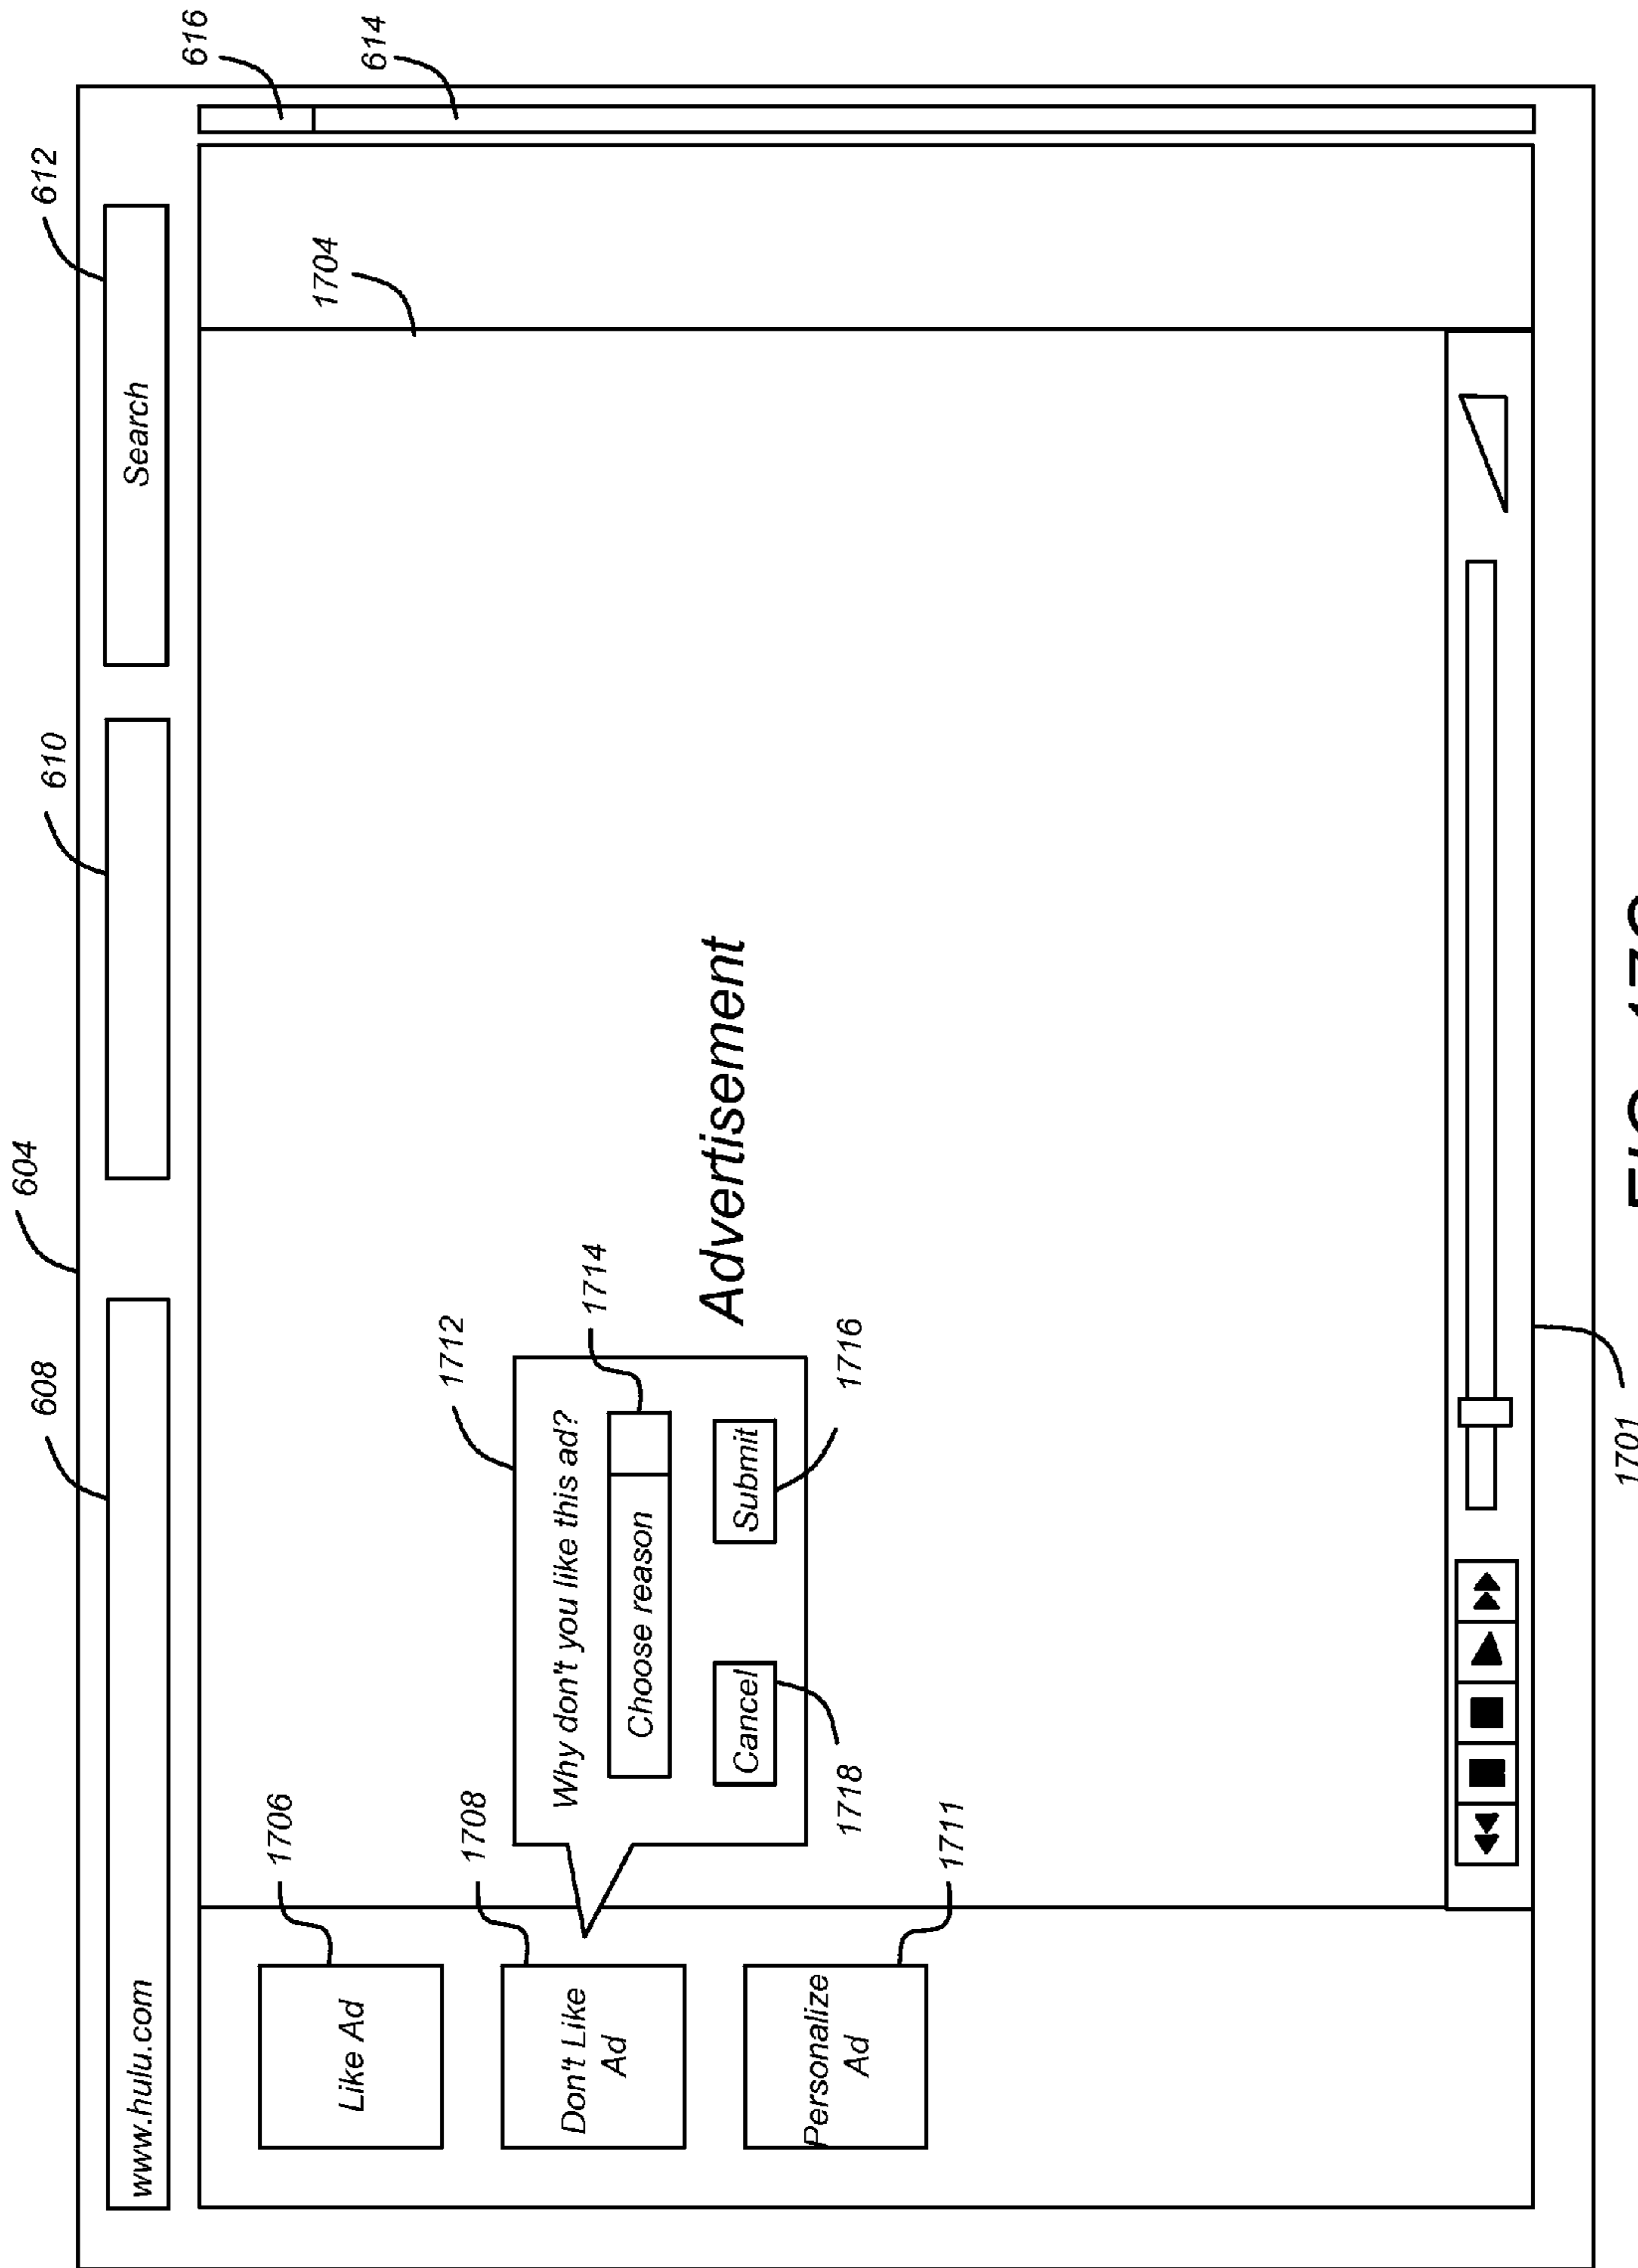 604
608
610
612
616
614
www.hulu.com
Search
1704
1706
Like Ad
1712
Why don't you like this ad?
1714
Choose reason
1708
Don't Like
Ad
Cancel
Submit
1718
1716
Advertisement
1711
Personalize
Ad
1701